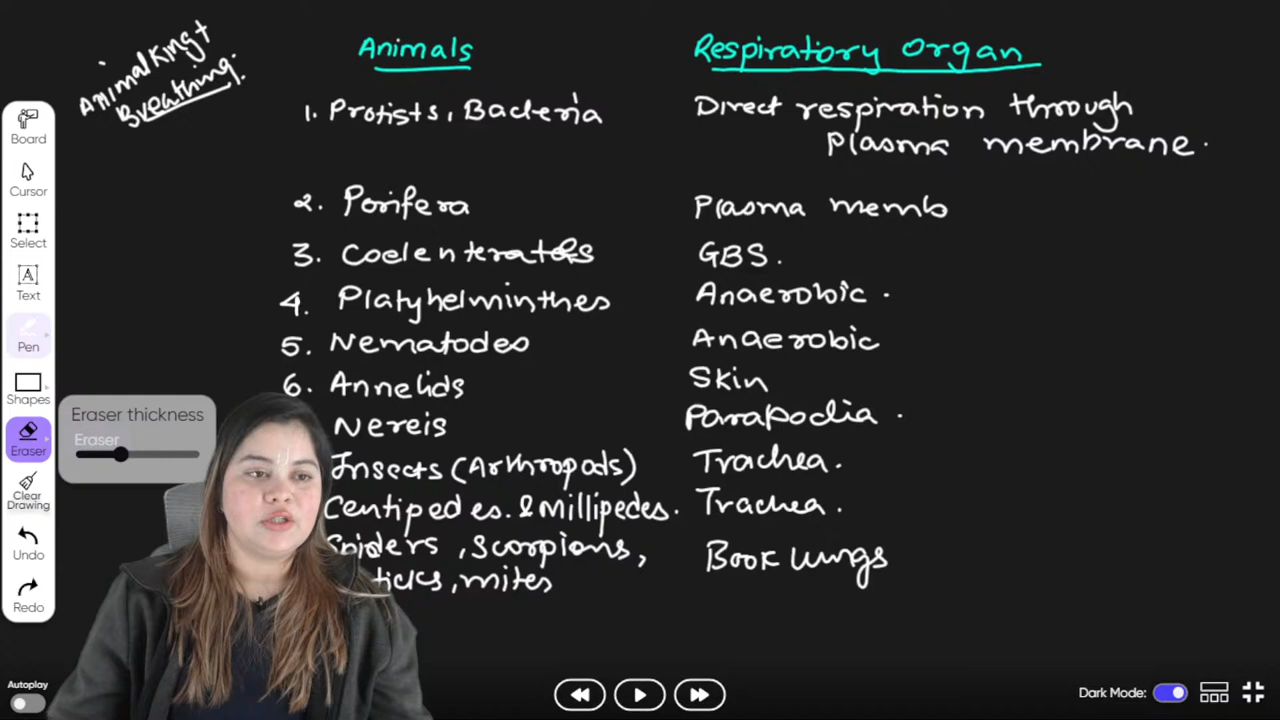 Animal King +
Breathing.
Animals
Respiratory Organ
1. Protists, Bacteria
Direct respiration through
Plasma membrane.
2. Porifera
Plasma memb
3. Coelenterates
GBS.
4. Platyhelminthes
Anaerobic.
5. Nematodes
Anaerobic
6. Annelids
Skin
Nereis
Parapodia.
Insects (Arthropods)
Trachea.
Centipedes. & Millipedes.
Trachea.
Spiders, Scorpions,
ticks, mites
Book lungs
Board
Cursor
Select
Text
Pen
Shapes
Eraser
Clear
Drawing
Undo
Redo
Eraser thickness
Eraser
Autoplay
Dark Mode: